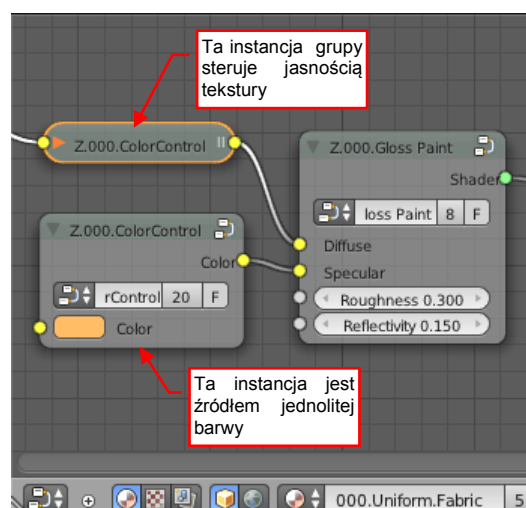 Ta instancja grupy
steruje jasnością
tekstury
Z.000.ColorControl
Z.000.Gloss Paint
Shader
loss Paint 8 F
Diffuse
Specular
Roughness 0.300
Reflectivity 0.150
Z.000.ColorControl
Color
rControl 20 F
Color
Ta instancja jest
źródłem jednolitej
barwy
000.Uniform.Fabric 5